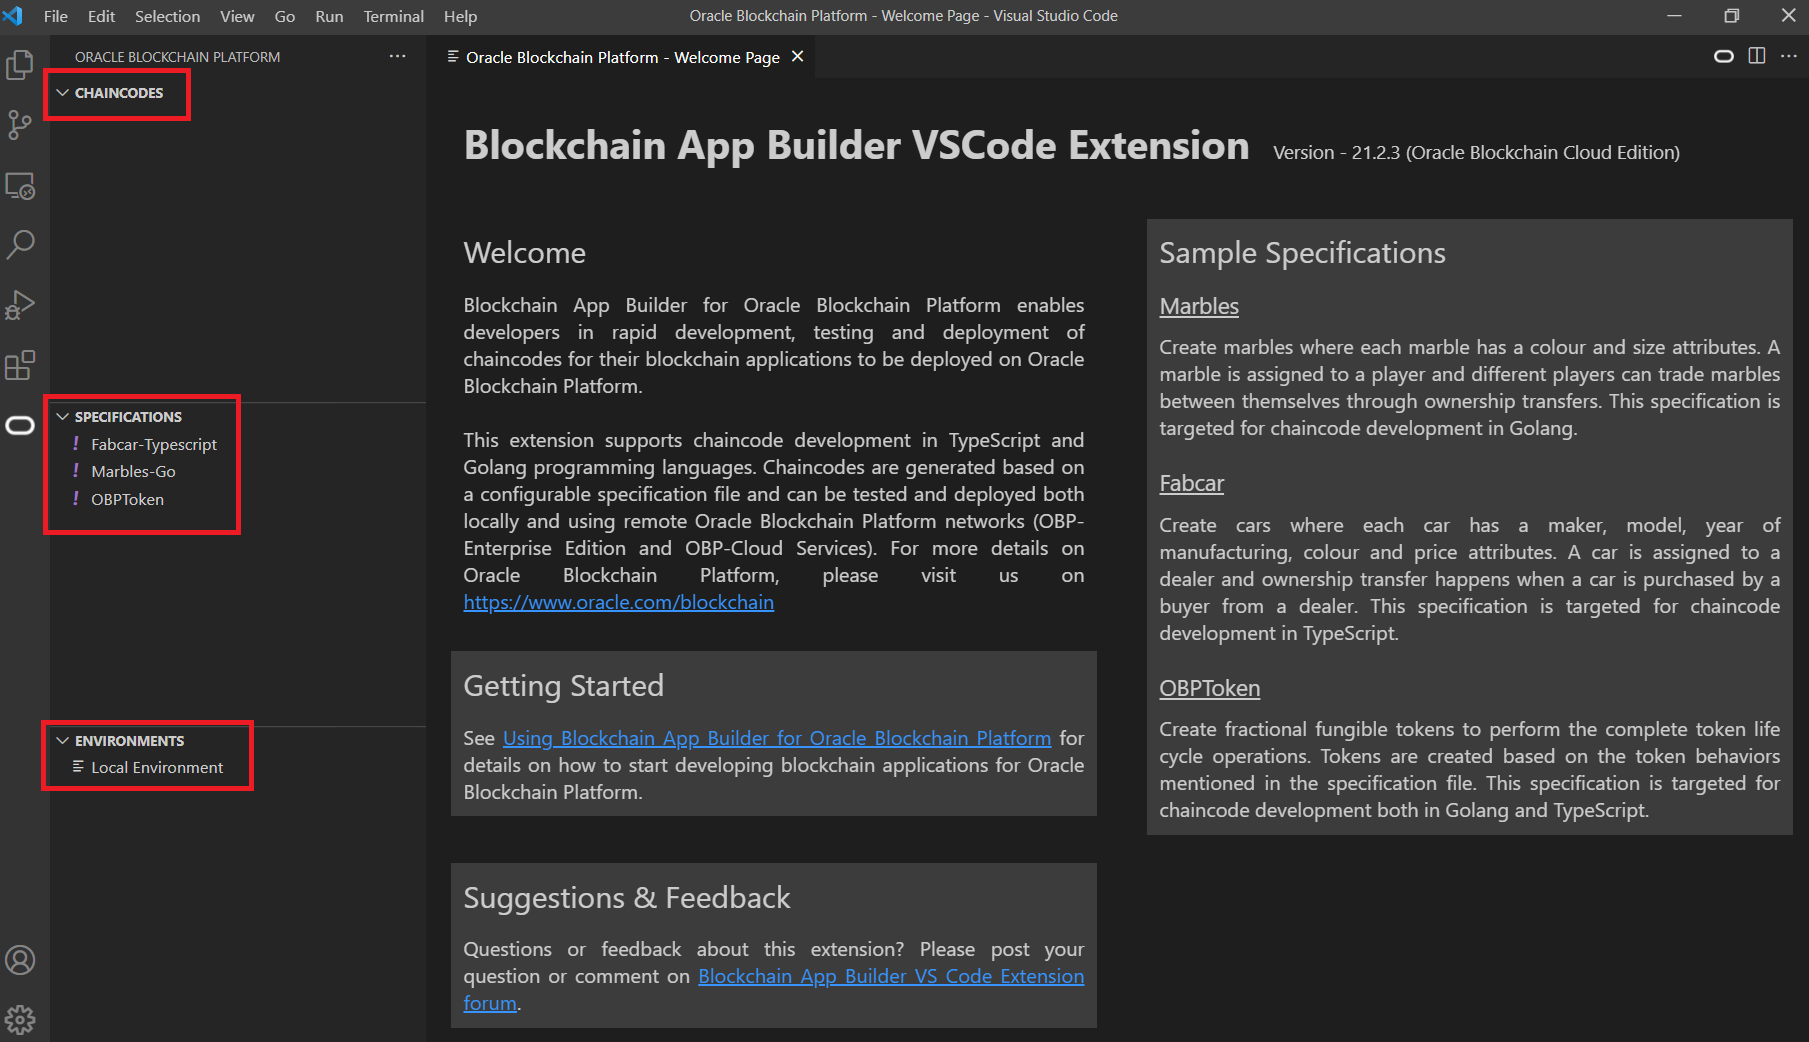 File Edit Selection View Go Run Terminal Help
Oracle Blockchain Platform - Welcome Page - Visual Studio Code
ORACLE BLOCKCHAIN PLATFORM
CHAINCODES
SPECIFICATIONS
Fabcar-Typescript
Marbles-Go
OBPToken
ENVIRONMENTS
Local Environment
Oracle Blockchain Platform - Welcome Page
Blockchain App Builder VSCode Extension Version - 21.2.3 (Oracle Blockchain Cloud Edition)
Welcome
Blockchain App Builder for Oracle Blockchain Platform enables
developers in rapid development, testing and deployment of
chaincodes for their blockchain applications to be deployed on Oracle
Blockchain Platform.
This extension supports chaincode development in TypeScript and
Golang programming languages. Chaincodes are generated based on
a configurable specification file and can be tested and deployed both
locally and using remote Oracle Blockchain Platform networks (OBP-
Enterprise Edition and OBP-Cloud Services). For more details on
Oracle Blockchain Platform, please visit us on
https://www.oracle.com/blockchain
Getting Started
See Using Blockchain App Builder for Oracle Blockchain Platform for
details on how to start developing blockchain applications for Oracle
Blockchain Platform.
Suggestions & Feedback
Questions or feedback about this extension? Please post your
question or comment on Blockchain App Builder VS Code Extension
forum.
Sample Specifications
Marbles
Create marbles where each marble has a colour and size attributes. A
marble is assigned to a player and different players can trade marbles
between themselves through ownership transfers. This specification is
targeted for chaincode development in Golang.
Fabcar
Create cars where each car has a maker, model, year of
manufacturing, colour and price attributes. A car is assigned to a
dealer and ownership transfer happens when a car is purchased by a
buyer from a dealer. This specification is targeted for chaincode
development in TypeScript.
OBPToken
Create fractional fungible tokens to perform the complete token life
cycle operations. Tokens are created based on the token behaviors
mentioned in the specification file. This specification is targeted for
chaincode development both in Golang and TypeScript.